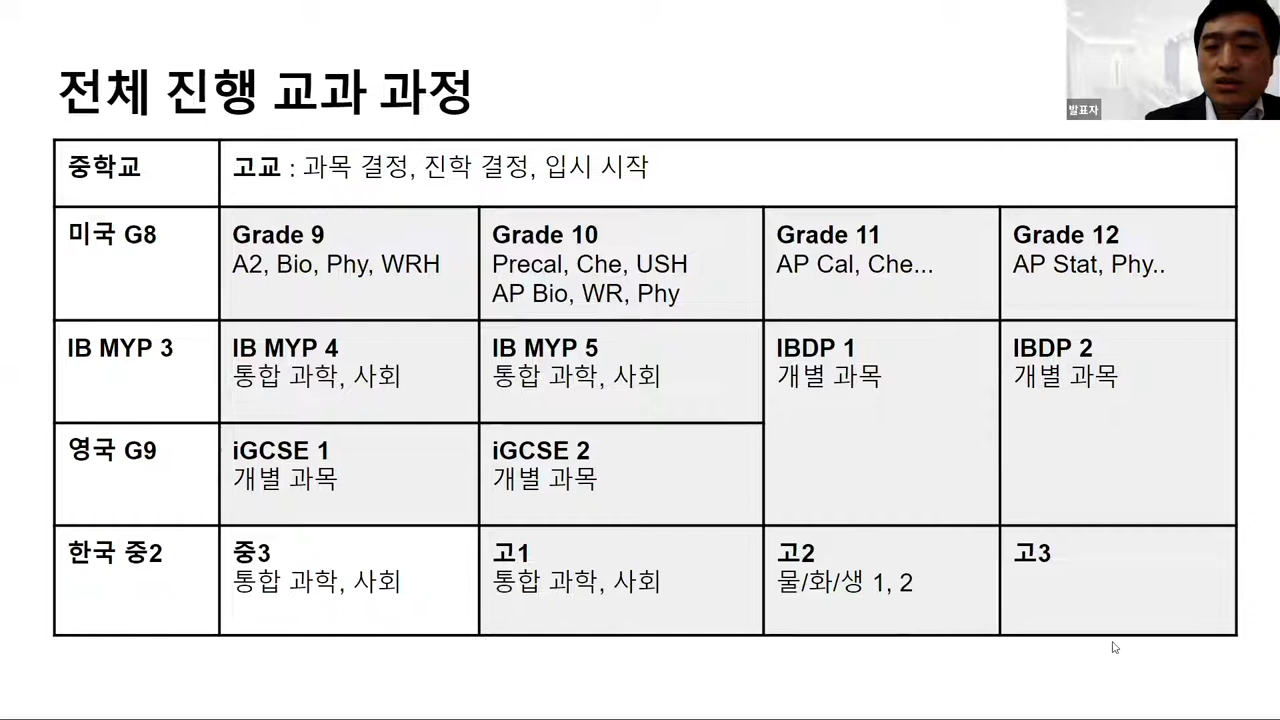 발표자
전체 진행 교과 과정
중학교
고교 : 과목 결정, 진학 결정, 입시 시작
미국 G8
Grade 9
A2, Bio, Phy, WRH
Grade 10
Precal, Che, USH
AP Bio, WR, Phy
Grade 11
AP Cal, Che...
Grade 12
AP Stat, Phy..
IB MYP 3
IB MYP 4
통합 과학, 사회
IB MYP 5
통합 과학, 사회
IBDP 1
개별 과목
IBDP 2
개별 과목
영국 G9
iGCSE 1
개별 과목
iGCSE 2
개별 과목
한국 중2
중3
통합 과학, 사회
고1
통합 과학, 사회
고2
물/화/생 1, 2
고3